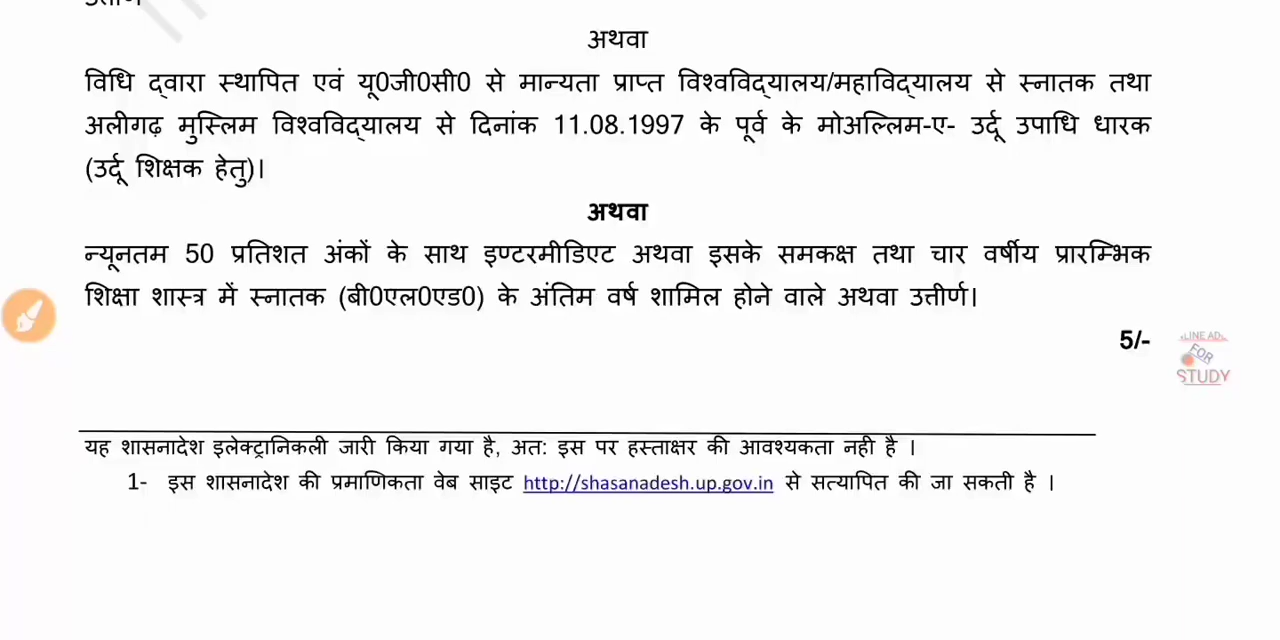 अथवा
विधि द्वारा स्थापित एवं यू0जी0सी0 से मान्यता प्राप्त विश्वविद्यालय/महाविद्यालय से स्नातक तथा
अलीगढ़ मुस्लिम विश्वविद्यालय से दिनांक 11.08.1997 के पूर्व के मोअल्लिम-ए- उर्दू उपाधि धारक
(उर्दू शिक्षक हेतु)।
अथवा
न्यूनतम 50 प्रतिशत अंकों के साथ इण्टरमीडिएट अथवा इसके समकक्ष तथा चार वर्षीय प्रारम्भिक
शिक्षा शास्त्र में स्नातक (बी0एल0एड0) के अंतिम वर्ष शामिल होने वाले अथवा उत्तीर्ण।
5/-
FOR
STUDY
यह शासनादेश इलेक्ट्रानिकली जारी किया गया है, अत: इस पर हस्ताक्षर की आवश्यकता नही है ।
1- इस शासनादेश की प्रमाणिकता वेब साइट http://shasanadesh.up.gov.in से सत्यापित की जा सकती है ।